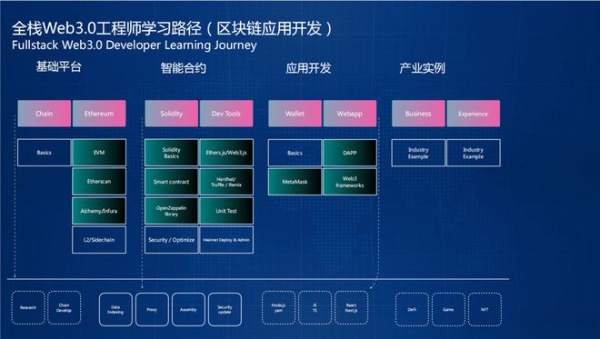 全栈Web3.0工程师学习路径（区块链应用开发）
Fullstack Web3.0 Developer Learning Journey
基础平台
智能合约
应用开发
产业实例
Chain
Ethereum
Solidity
Dev Tools
Wallet
Webapp
Business
Experience
Basics
EVM
Solidity
Basics
Ethers.js/Web3.js
Basics
DAPP
Industry
Example
Industry
Example
Etherscan
Smart contract
Hardhat/
Truffle / Remix
MetaMask
Web3
frameworks
Alchemy/Infura
OpenZeppelin
library
Unit Test
L2/Sidechain
Security / Optimize
Mainnet Deploy & Admin
Research
Chain
Develop
Data
Indexing
Proxy
Assembly
Security
update
Node.js
yarn
JS
TS
React
Next.js
Defi
Game
NFT